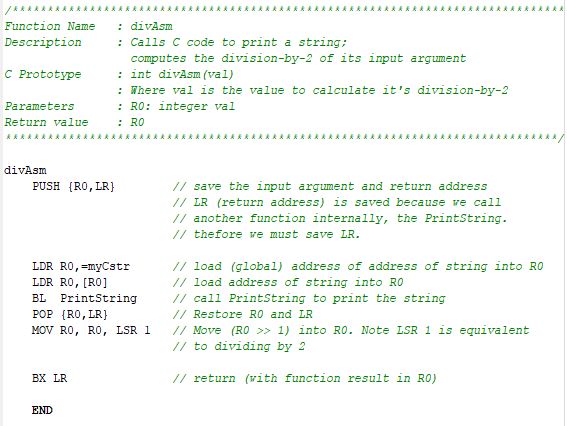 /*******************************************************************************
Function Name   : divAsm
Description     : Calls C code to print a string;
                  computes the division-by-2 of its input argument
C Prototype     : int divAsm(val)
                : Where val is the value to calculate it's division-by-2
Parameters      : R0: integer val
Return value    : R0
*******************************************************************************/

divAsm
    PUSH {R0,LR}        // save the input argument and return address
                        // LR (return address) is saved because we call
                        // another function internally, the PrintString.
                        // thefore we must save LR.

    LDR R0,=myCstr      // load (global) address of address of string into R0
    LDR R0,[R0]         // load address of string into R0
    BL  PrintString     // call PrintString to print the string
    POP {R0,LR}         // Restore R0 and LR
    MOV R0, R0, LSR 1   // Move (R0 >> 1) into R0. Note LSR 1 is equivalent
                        // to dividing by 2

    BX LR               // return (with function result in R0)

    END